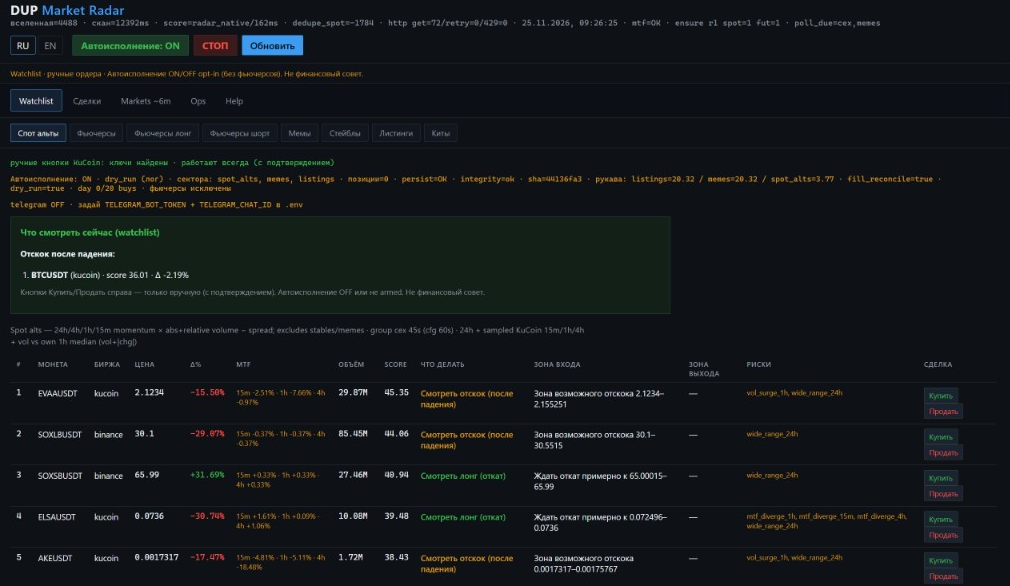 DUP Market Radar
вселенная=4488 · скан=12392ms · score=radar_native/162ms · dedupe_spot=-1784 · http get=72/retry=0/429=0 · 25.11.2026, 09:26:25 · mtf=OK · ensure r1 spot=1 fut=1 · poll_due=cex,memes
RU EN Автоисполнение: ON СТОП Обновить
Watchlist · ручные ордера · Автоисполнение ON/OFF opt-in (без фьючерсов). Не финансовый совет.
Watchlist Сделки Markets ~6m Ops Help
Спот альты Фьючерсы Фьючерсы лонг Фьючерсы шорт Мемы Стейблы Листинги Киты
ручные кнопки KuCoin: ключи найдены · работает всегда (с подтверждением)
Автоисполнение: ON · dry_run (лог) · сектора: spot_alts, memes, listings · позиции=0 · persist=OK · integrity=ok · sha=44136fa3 · рукава: listings=20.32 / memes=20.32 / spot_alts=3.77 · fill_reconcile=true ·
dry_run=true · day 0/20 buys · фьючерсы исключены
telegram OFF · задай TELEGRAM_BOT_TOKEN + TELEGRAM_CHAT_ID в .env
Что смотреть сейчас (watchlist)
Отскок после падения:
1. BTCUSDT (kucoin) · score 36.01 · Δ -2.19%
Кнопки Купить/Продать справа — только вручную (с подтверждением). Автоисполнение OFF или не armed. Не финансовый совет.
Spot alts — 24h/4h/1h/15m momentum × abs+relative volume − spread; excludes stables/memes · group cex 45s (cfg 60s) · 24h + sampled KuCoin 15m/1h/4h
+ vol vs own 1h median (vol+|chg|)
# МОНЕТА БИРЖА ЦЕНА Δ% MTF ОБЪЁМ SCORE ЧТО ДЕЛАТЬ ЗОНА ВХОДА ЗОНА ВЫХОДА РИСКИ СДЕЛКА
1 EVAAUSDT kucoin 2.1234 -15.50% 15m -2.51% · 1h -7.66% · 4h -0.97% 29.87M 45.35 Смотреть отскок (после падения) Зона возможного отскока 2.1234–2.155251 — vol_surge_1h, wide_range_24h Купить Продать
2 SOXLBUSDT binance 30.1 -29.07% 15m -0.37% · 1h -0.37% · 4h -0.37% 85.45M 44.06 Смотреть отскок (после падения) Зона возможного отскока 30.1–30.5515 — wide_range_24h Купить Продать
3 SOXSBUSDT binance 65.99 +31.69% 15m +0.33% · 1h +0.33% · 4h +0.33% 27.46M 40.94 Смотреть лонг (откат) Ждать откат примерно к 65.00015–65.99 — wide_range_24h Купить Продать
4 ELSAUSDT kucoin 0.0736 -30.74% 15m +1.61% · 1h +0.09% · 4h +1.06% 10.08M 39.48 Смотреть лонг (откат) Ждать откат примерно к 0.072496–0.0736 — mtf_diverge_1h, mtf_diverge_15m, mtf_diverge_4h, wide_range_24h Купить Продать
5 AKEUSDT kucoin 0.0017317 -17.47% 15m -4.81% · 1h -5.11% · 4h -18.48% 1.72M 38.43 Смотреть отскок (после падения) Зона возможного отскока 0.0017317–0.00175767 — vol_surge_1h, wide_range_24h Купить Продать